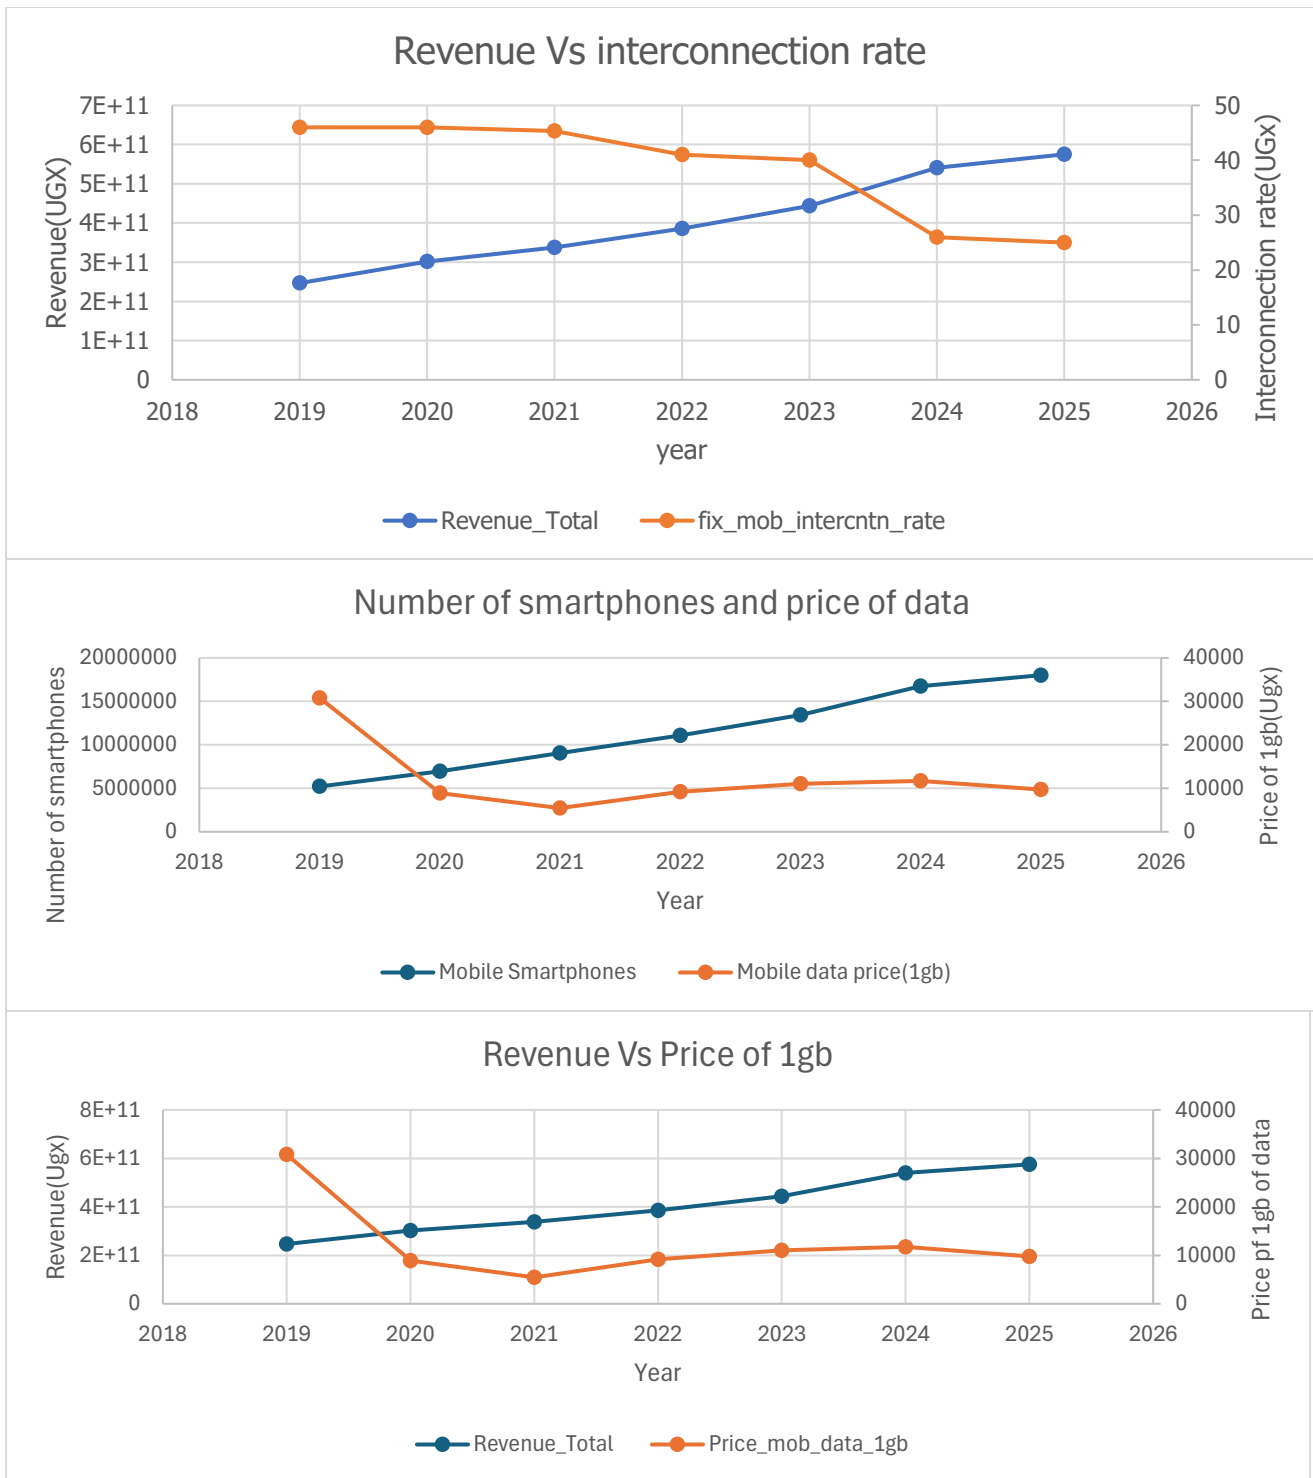 Revenue Vs interconnection rate
7E+11
6E+11
5E+11
4E+11
3E+11
2E+11
1E+11
0
Revenue(UGX)
50
40
30
20
10
0
Interconnection rate(UGx)
2018 2019 2020 2021 2022 2023 2024 2025 2026
year
Revenue_Total fix_mob_intercntn_rate
Number of smartphones and price of data
20000000
15000000
10000000
5000000
0
Number of smartphones
40000
30000
20000
10000
0
Price of 1gb(Ugx)
2018 2019 2020 2021 2022 2023 2024 2025 2026
Year
Mobile Smartphones Mobile data price(1gb)
Revenue Vs Price of 1gb
8E+11
6E+11
4E+11
2E+11
0
Revenue(Ugx)
40000
30000
20000
10000
0
Price pf 1gb of data
2018 2019 2020 2021 2022 2023 2024 2025 2026
Year
Revenue_Total Price_mob_data_1gb